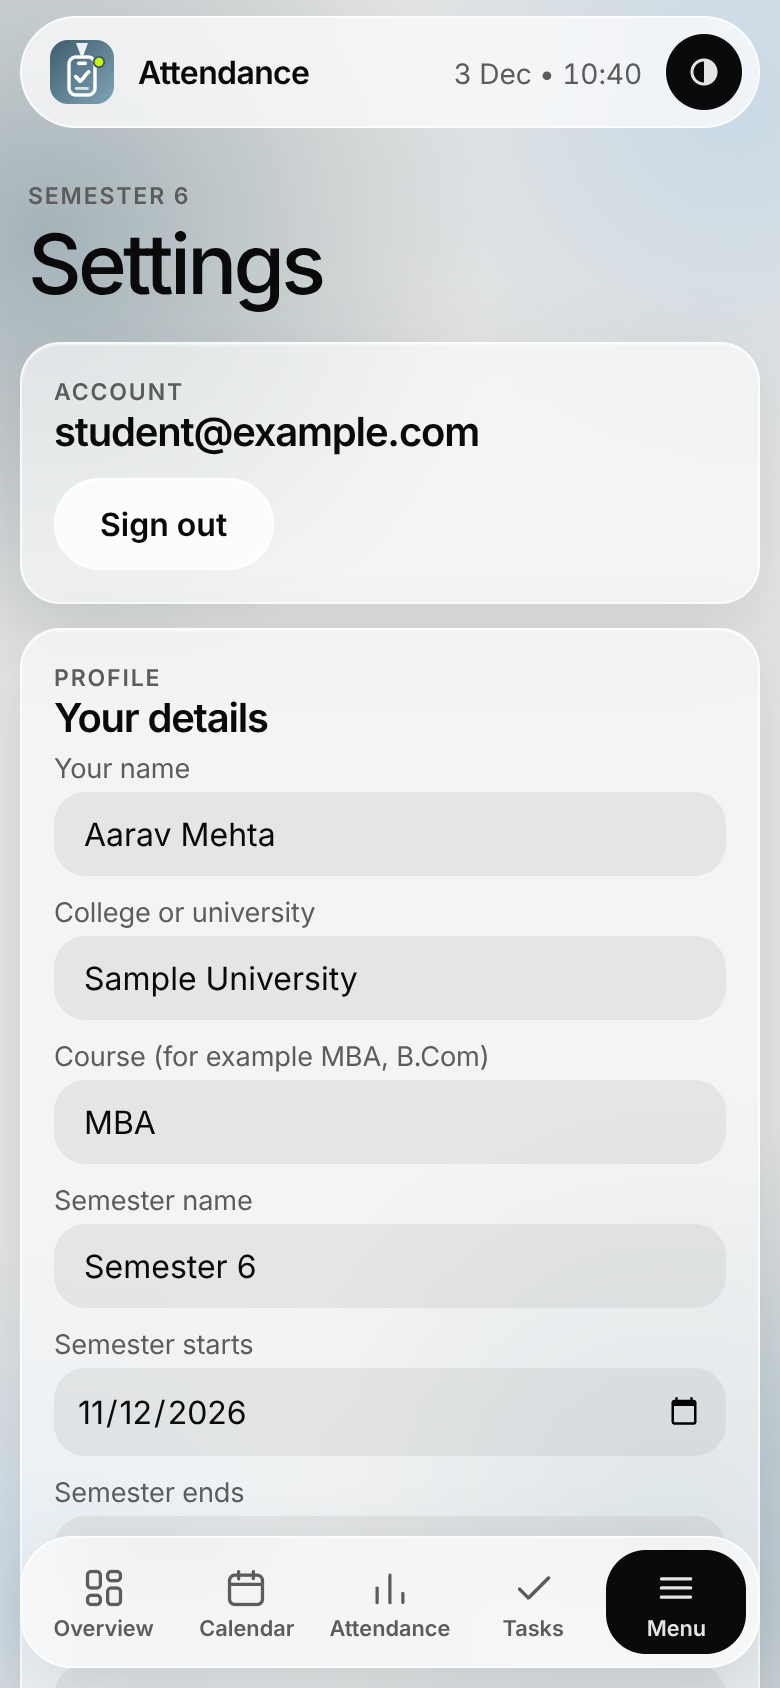 Attendance
3 Dec • 10:40
SEMESTER 6
Settings
ACCOUNT
student@example.com
Sign out
PROFILE
Your details
Your name
Aarav Mehta
College or university
Sample University
Course (for example MBA, B.Com)
MBA
Semester name
Semester 6
Semester starts
11/12/2026
Semester ends
Overview
Calendar
Attendance
Tasks
Menu